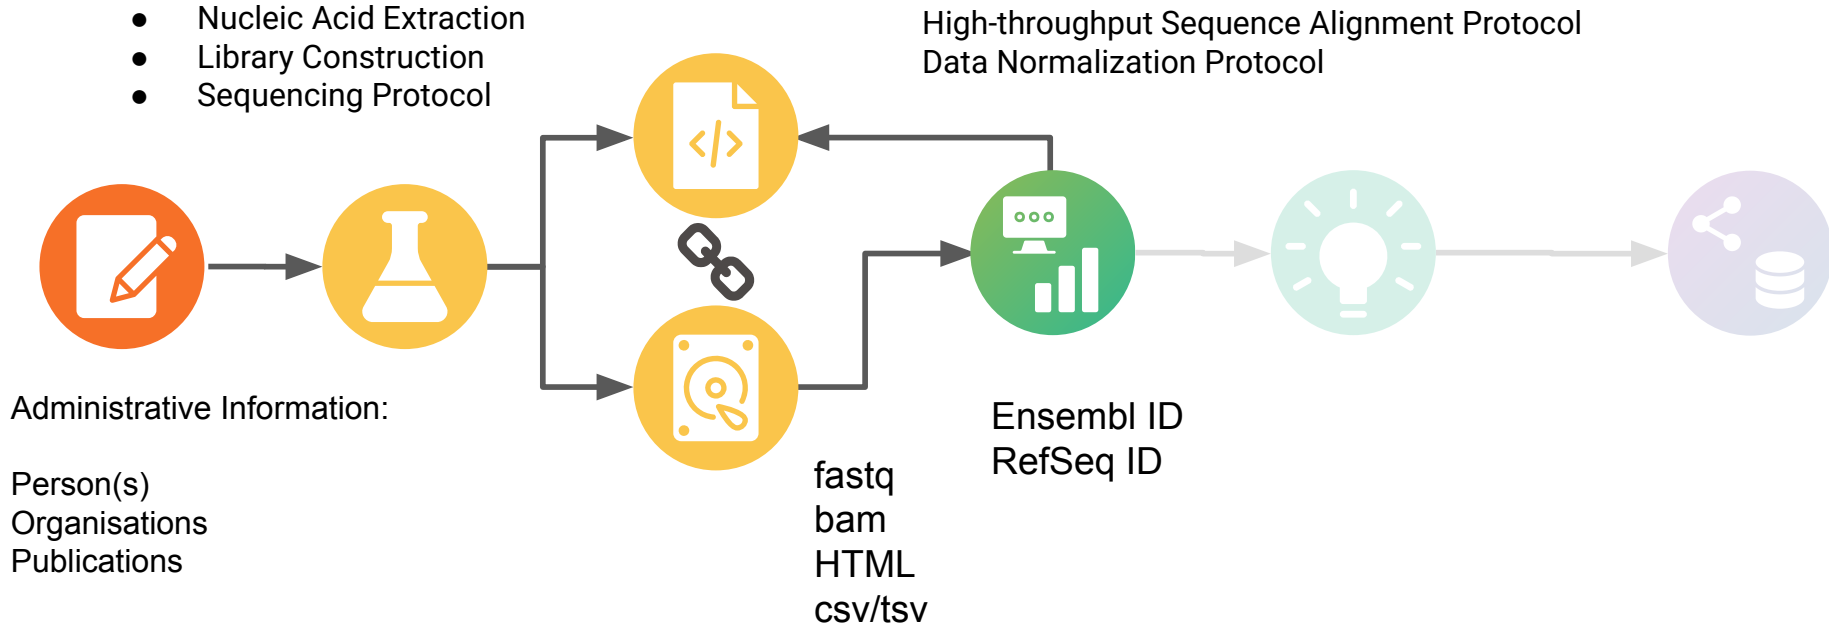 ● Nucleic Acid Extraction
● Library Construction
● Sequencing Protocol
High-throughput Sequence Alignment Protocol
Data Normalization Protocol
</>
Administrative Information:
Person(s)
Organisations
Publications
fastq
bam
HTML
csv/tsv
Ensembl ID
RefSeq ID